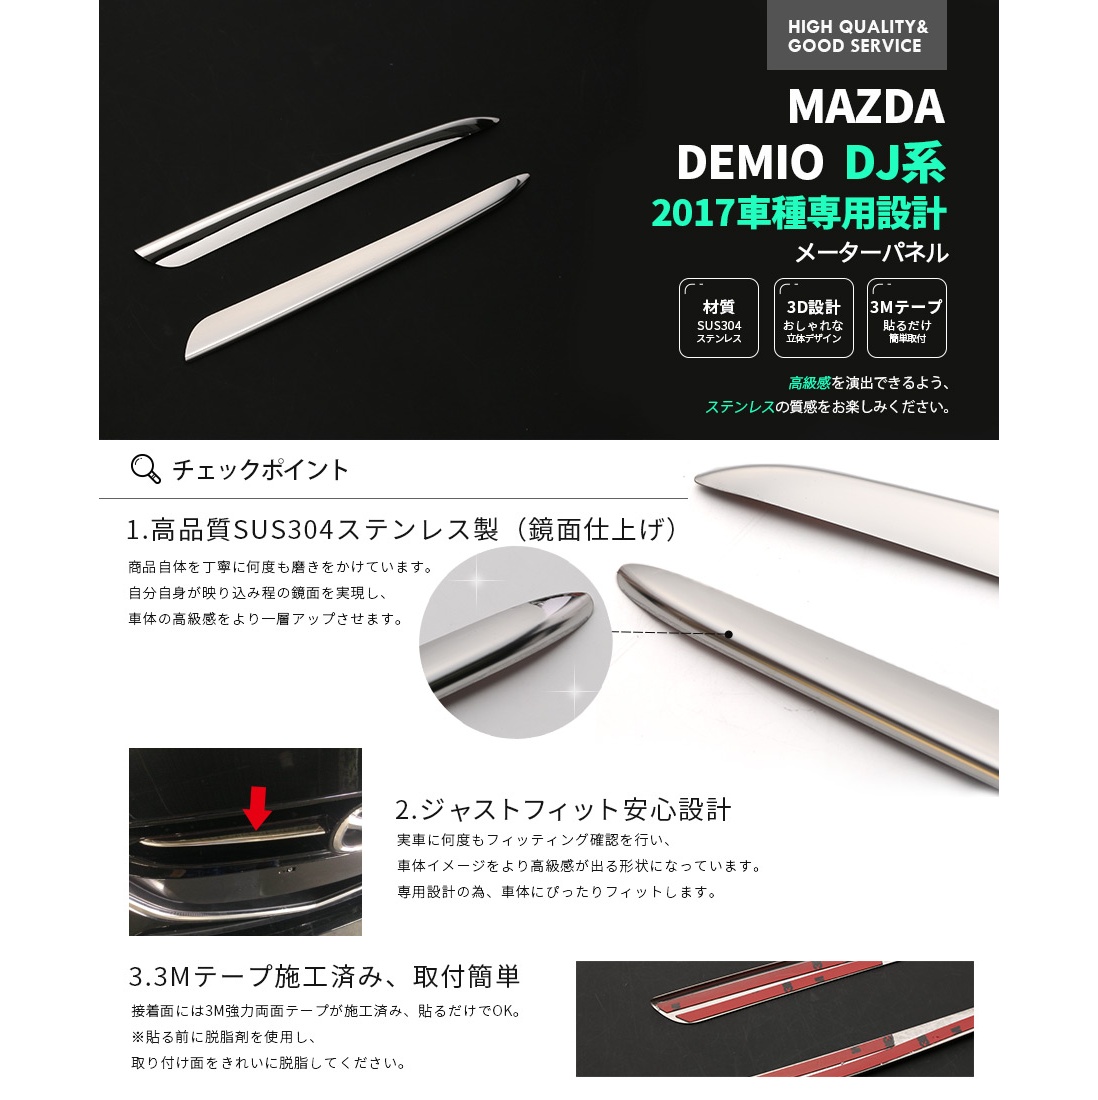 HIGH QUALITY&
GOOD SERVICE
MAZDA
DEMIO DJ系
2017車種専用設計
メーターパネル
材質
SUS304
ステンレス
3D設計
おしゃれな
立体デザイン
3Mテープ
貼るだけ
簡単取付
高級感を演出できるよう、
ステンレスの質感をお楽しみください。
チェックポイント
1.高品質SUS304ステンレス製（鏡面仕上げ）
商品自体を丁寧に何度も磨きをかけています。
自分自身が映り込み程の鏡面を実現し、
車体の高級感をより一層アップさせます。
2.ジャストフィット安心設計
実車に何度もフィッティング確認を行い、
車体イメージをより高級感が出る形状になっています。
専用設計の為、車体にぴったりフィットします。
3.3Mテープ施工済み、取付簡単
接着面には3M強力両面テープが施工済み、貼るだけでOK。
※貼る前に脱脂剤を使用し、
取り付け面をきれいに脱脂してください。